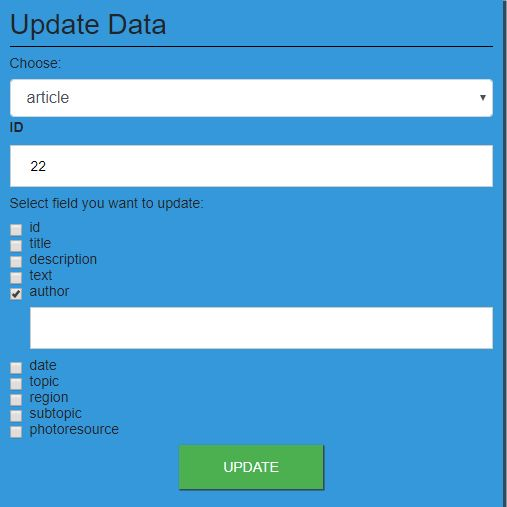 Update Data
Choose:
article
ID
22
Select field you want to update:
id
title
description
text
author
date
topic
region
subtopic
photoresource
UPDATE